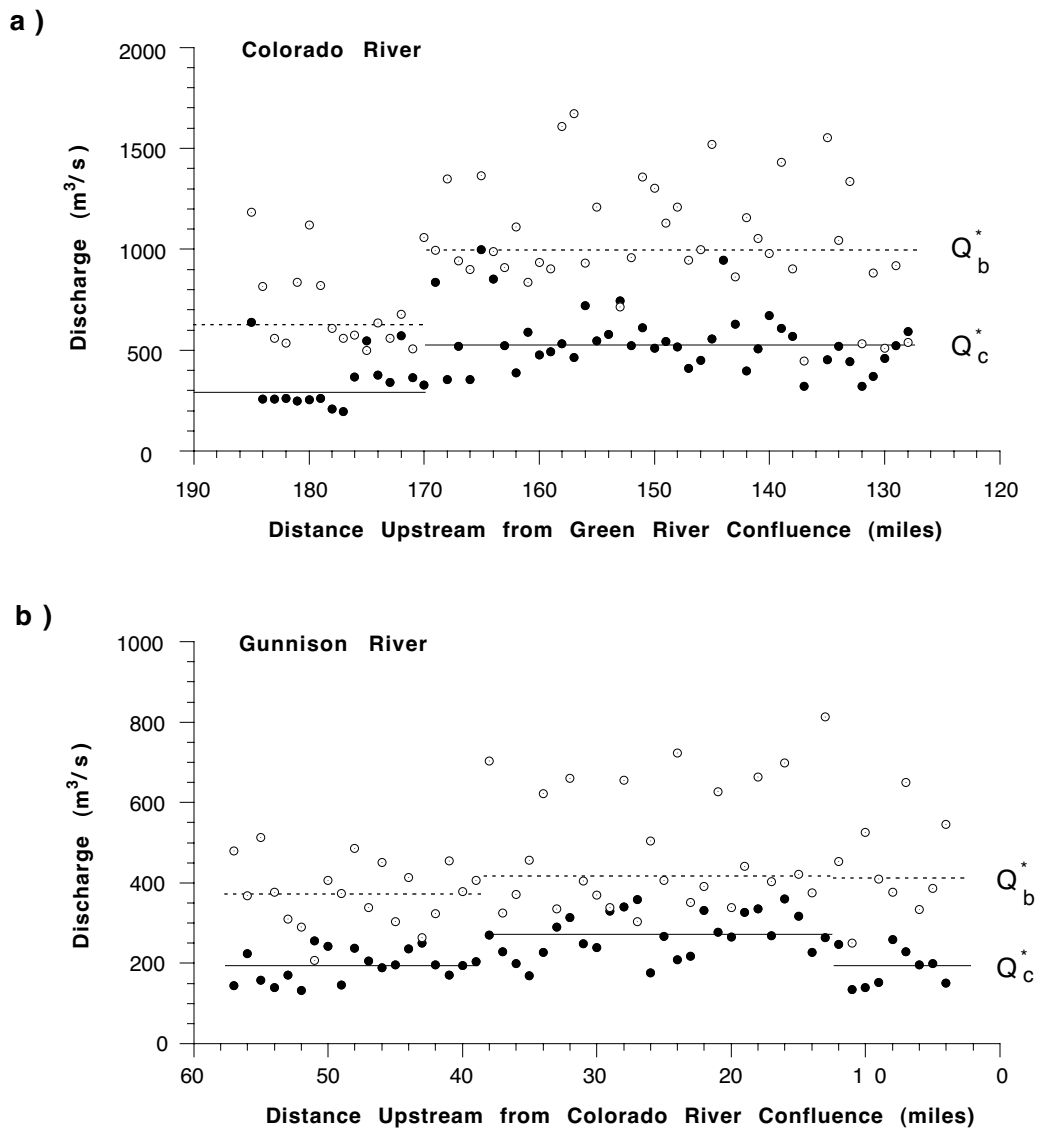 a )
Colorado River
2000
1500
1000
500
0
Discharge (m3/s)
Q*b
Q*c
190 180 170 160 150 140 130 120
Distance Upstream from Green River Confluence (miles)
b )
Gunnison River
1000
800
600
400
200
0
Discharge (m3/s)
Q*b
Q*c
60 50 40 30 20 1 0 0
Distance Upstream from Colorado River Confluence (miles)